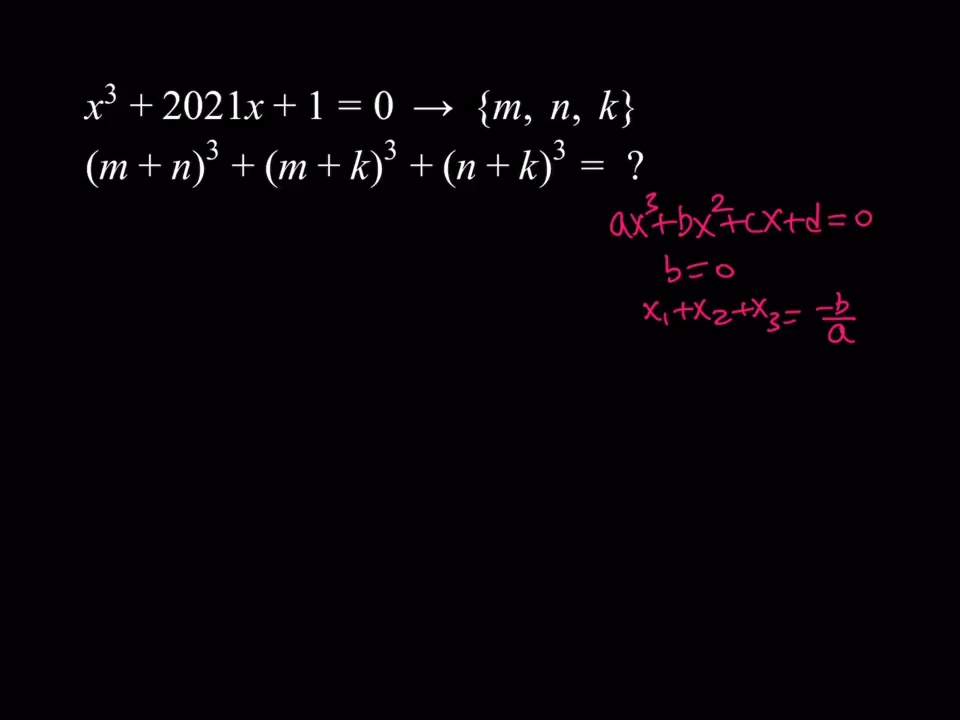 x³ + 2021x + 1 = 0 → {m, n, k}
(m + n)³ + (m + k)³ + (n + k)³ = ?
ax³+bx²+cx+d=0
b=0
x₁+x₂+x₃= -b/a